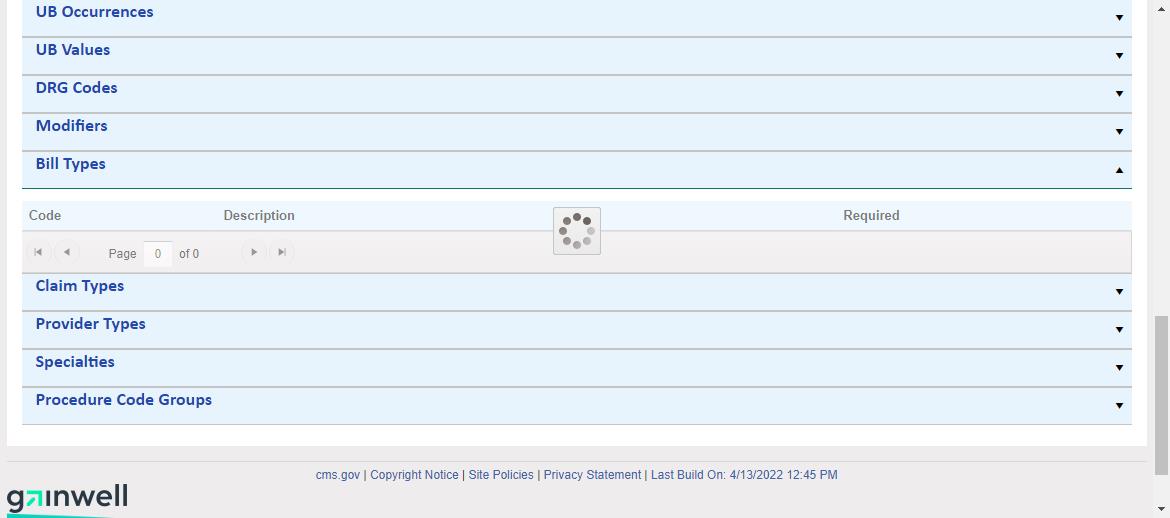 UB Occurrences
UB Values
DRG Codes
Modifiers
Bill Types
Code Description Required
Page 0 of 0
Claim Types
Provider Types
Specialties
Procedure Code Groups
cms.gov | Copyright Notice | Site Policies | Privacy Statement | Last Build On: 4/13/2022 12:45 PM
gainwell